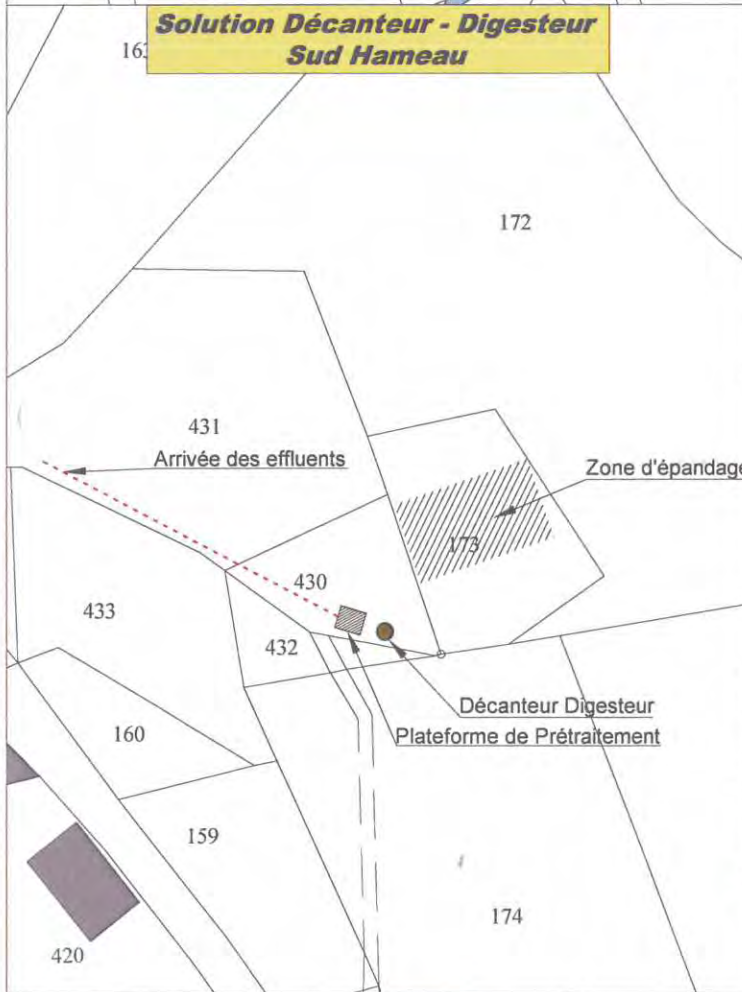 Solution Décanteur - Digesteur
Sud Hameau
172
431
Arrivée des effluents
Zone d'épandage
173
430
433
432
Décanteur Digesteur
Plateforme de Prétraitement
160
159
174
420